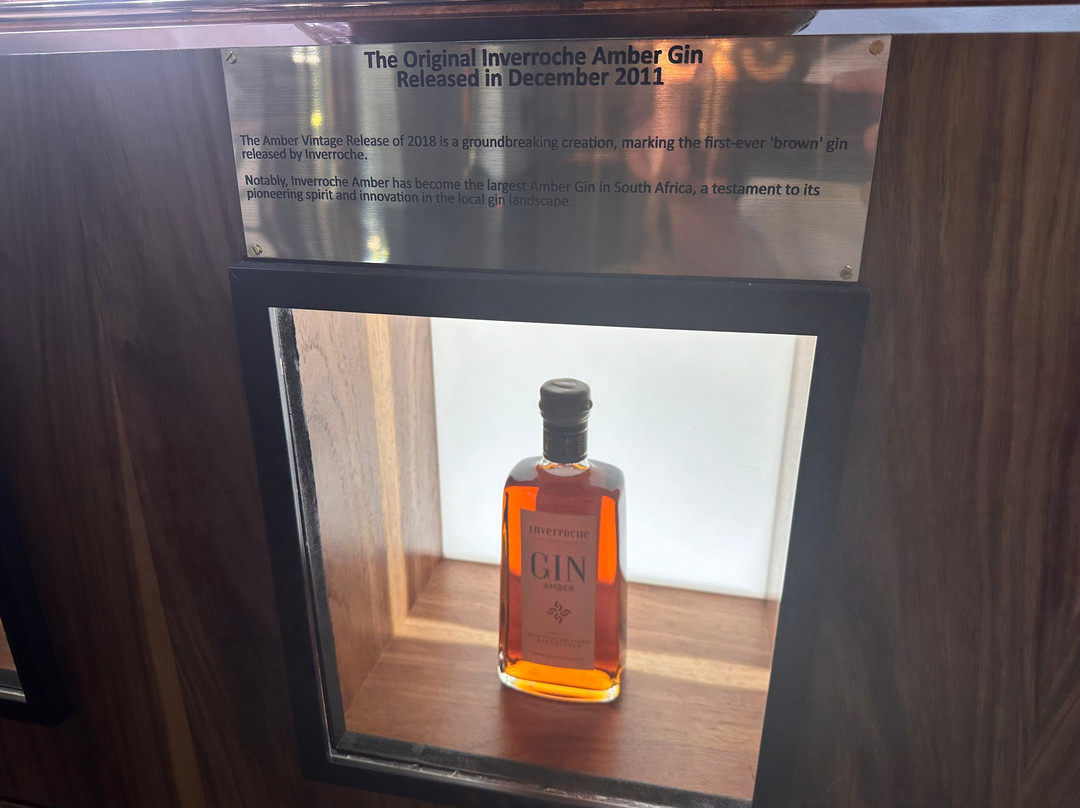 The Original Inverroche Amber Gin
Released in December 2011
The Amber Vintage Release of 2018 is a groundbreaking creation, marking the first-ever 'brown' gin
released by Inverroche.
Notably, Inverroche Amber has become the largest Amber Gin in South Africa, a testament to its
pioneering spirit and innovation in the local gin landscape.
Inverroche
GIN
AMBER